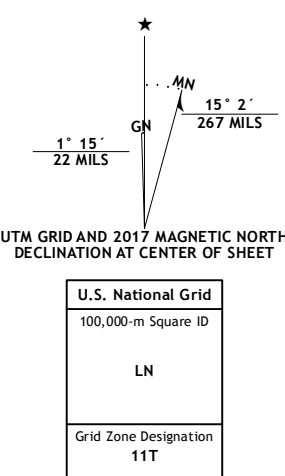 ★
MN
15° 2´
267 MILS
GN
1° 15´
22 MILS
UTM GRID AND 2017 MAGNETIC NORTH
DECLINATION AT CENTER OF SHEET
U.S. National Grid
100,000-m Square ID
LN
Grid Zone Designation
11T